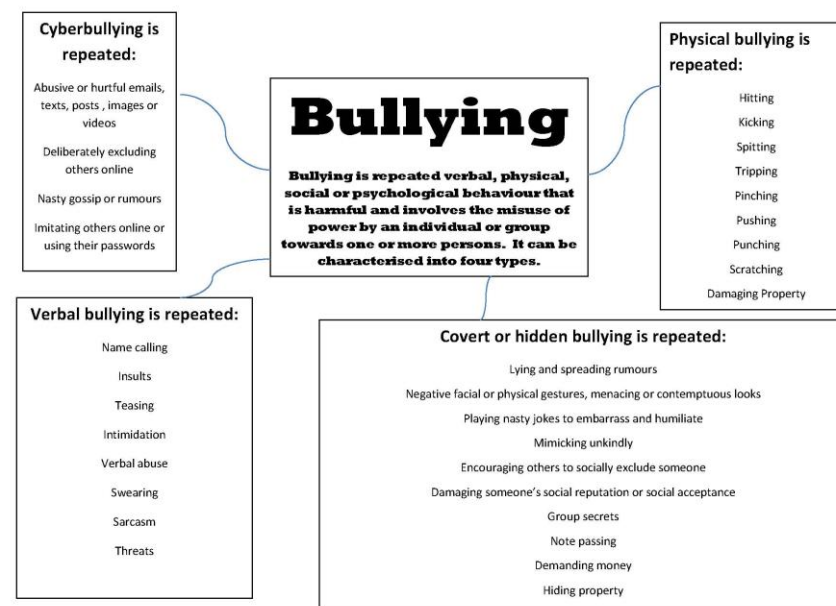 Cyberbullying is
repeated:
Abusive or hurtful emails,
texts, posts , images or
videos
Deliberately excluding
others online
Nasty gossip or rumours
Imitating others online or
using their passwords
Bullying
Bullying is repeated verbal, physical,
social or psychological behaviour that
is harmful and involves the misuse of
power by an individual or group
towards one or more persons.  It can be
characterised into four types.
Physical bullying is
repeated:
Hitting
Kicking
Spitting
Tripping
Pinching
Pushing
Punching
Scratching
Damaging Property
Verbal bullying is repeated:
Name calling
Insults
Teasing
Intimidation
Verbal abuse
Swearing
Sarcasm
Threats
Covert or hidden bullying is repeated:
Lying and spreading rumours
Negative facial or physical gestures, menacing or contemptuous looks
Playing nasty jokes to embarrass and humiliate
Mimicking unkindly
Encouraging others to socially exclude someone
Damaging someone's social reputation or social acceptance
Group secrets
Note passing
Demanding money
Hiding property